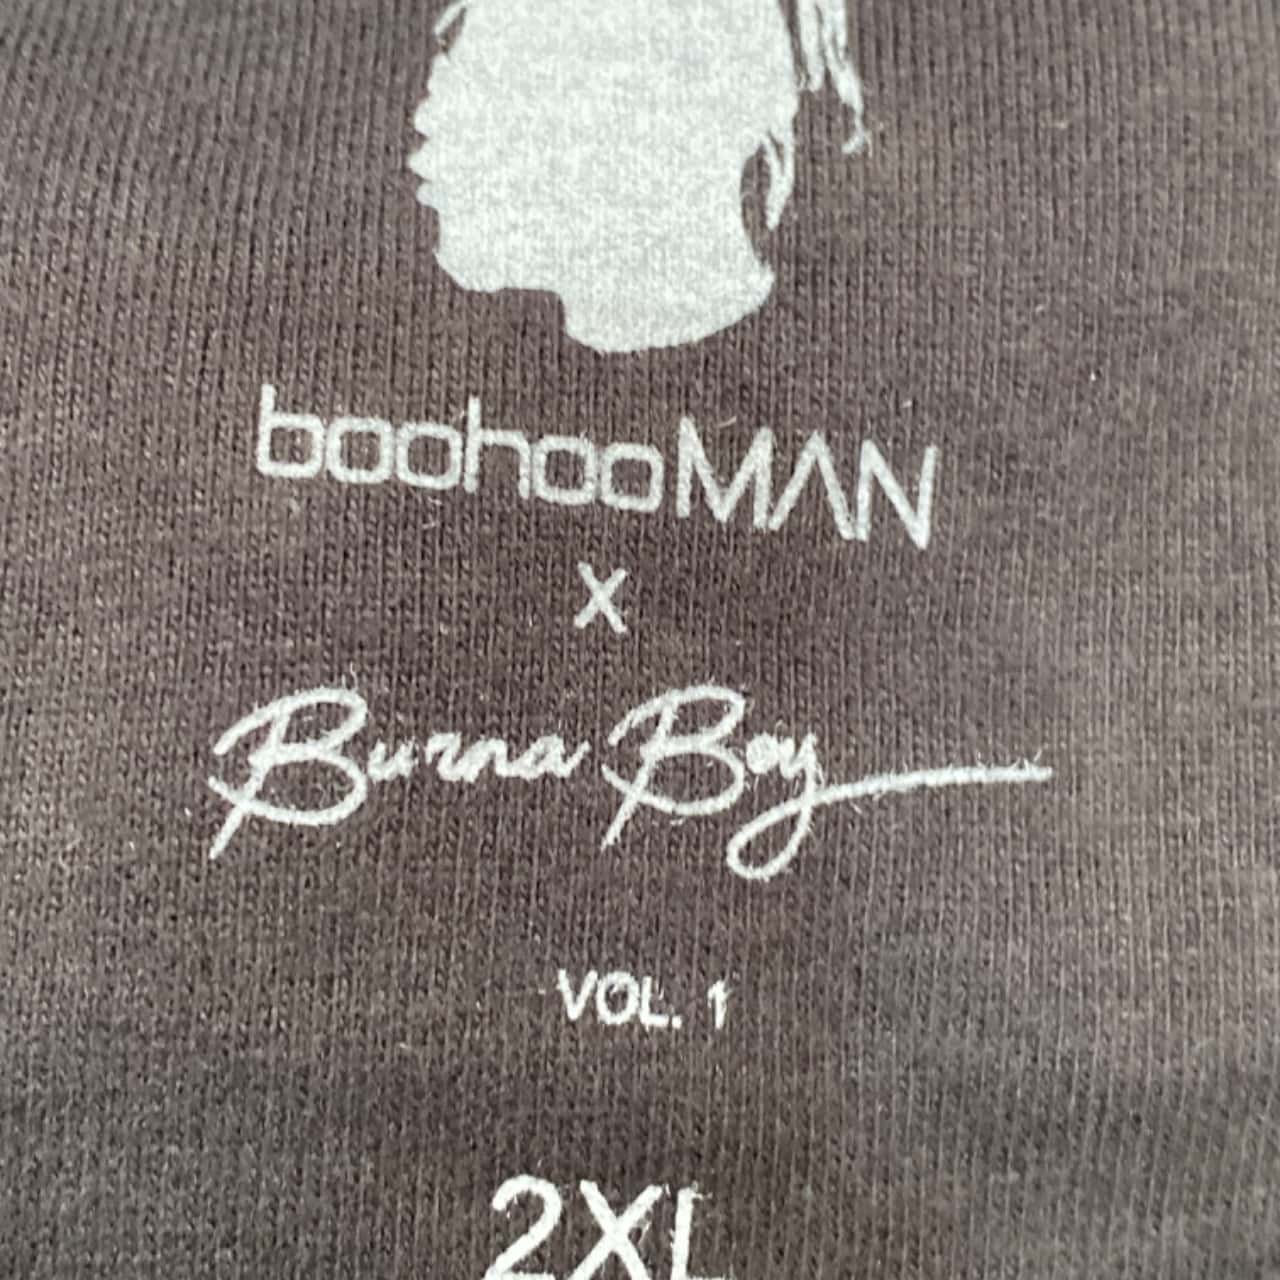 boohooMAN
X
Burna Boy
VOL. 1
2XL